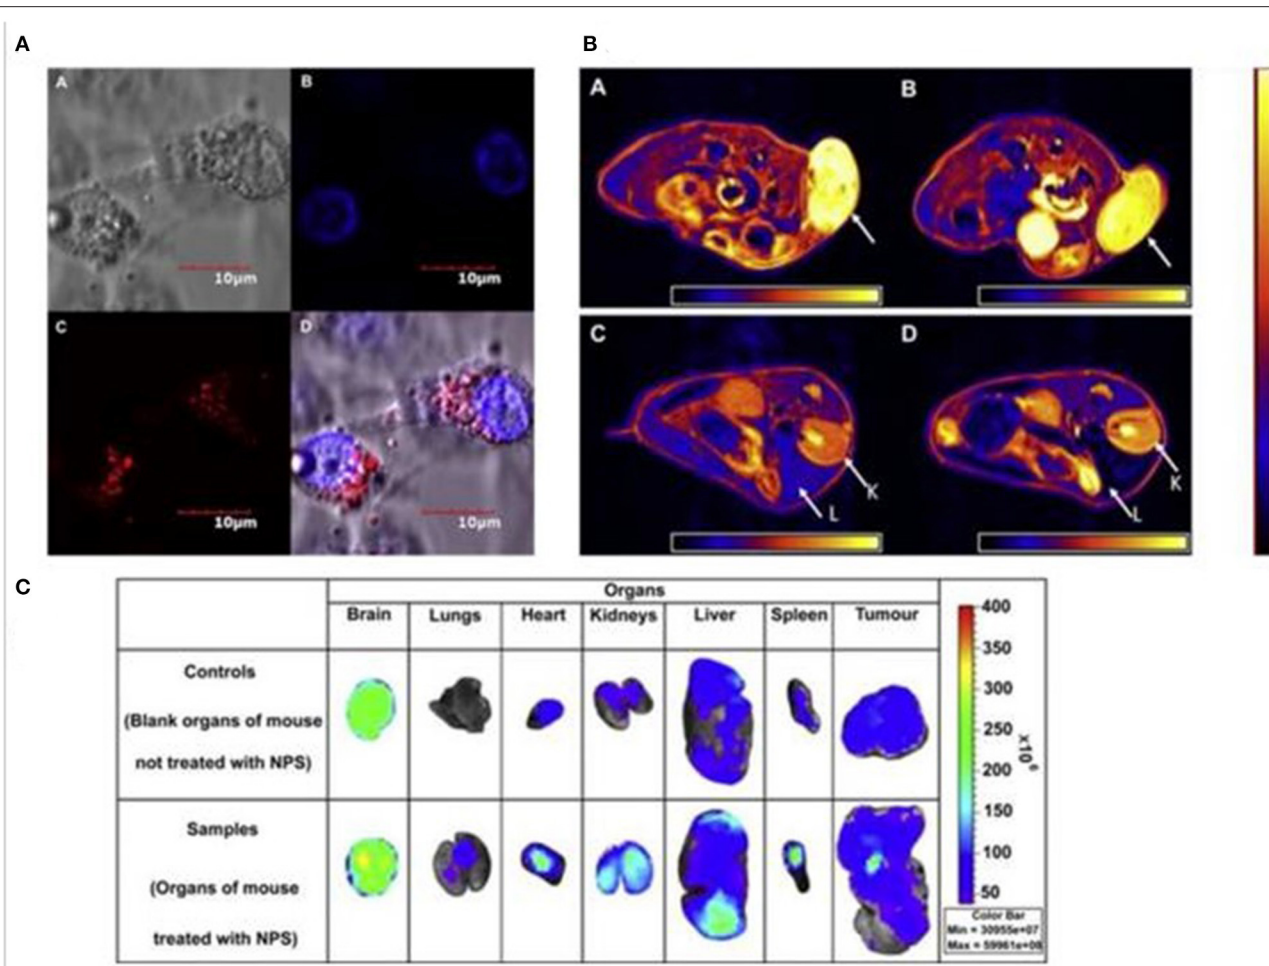 A
B
A
B
10μm
10μm
C
D
10μm
10μm
A
B
C
D
K
L
K
L
C
Organs
Brain Lungs Heart Kidneys Liver Spleen Tumour
Controls
(Blank organs of mouse
not treated with NPS)
Samples
(Organs of mouse
treated with NPS)
400
350
300
250
200
150
100
50
x10⁶
Color Bar
Min = 30955e+07
Max = 59961e+08